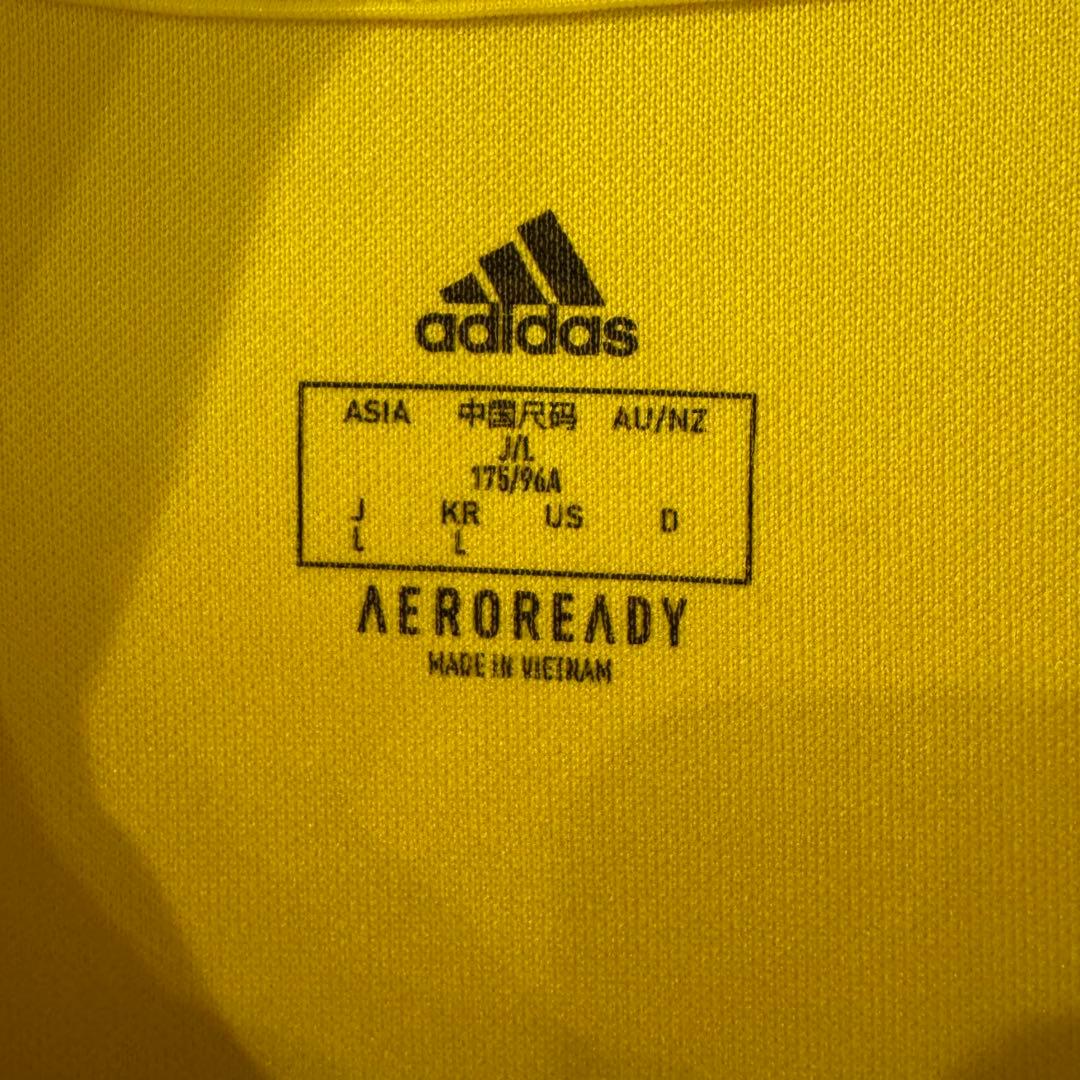 adidas
ASIA 中国尺码 AU/NZ
J/L
175/96A
J KR US D
L L
AEROREADY
MADE IN VIETNAM